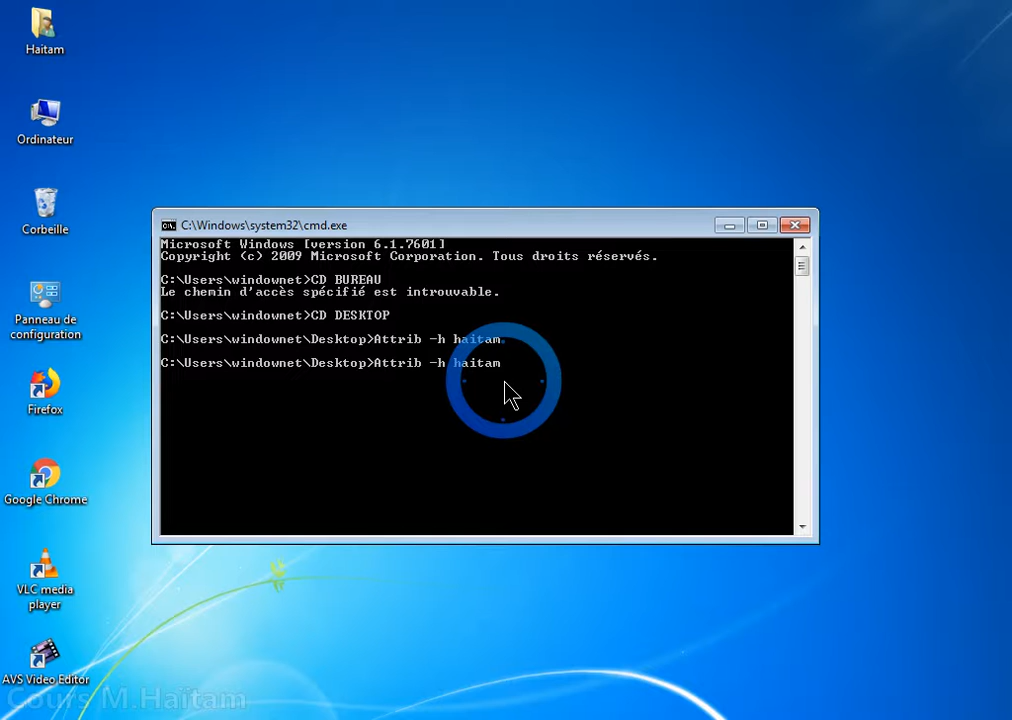 Haitam
Ordinateur
Corbeille
Panneau de
configuration
Firefox
Google Chrome
VLC media
player
AVS Video Editor
C:\Windows\system32\cmd.exe
Microsoft Windows [version 6.1.7601]
Copyright (c) 2009 Microsoft Corporation. Tous droits réservés.
C:\Users\windownet>CD BUREAU
Le chemin d'accès spécifié est introuvable.
C:\Users\windownet>CD DESKTOP
C:\Users\windownet\Desktop>Attrib -h haitam
C:\Users\windownet\Desktop>Attrib -h haitam
Cours M.Haïtam